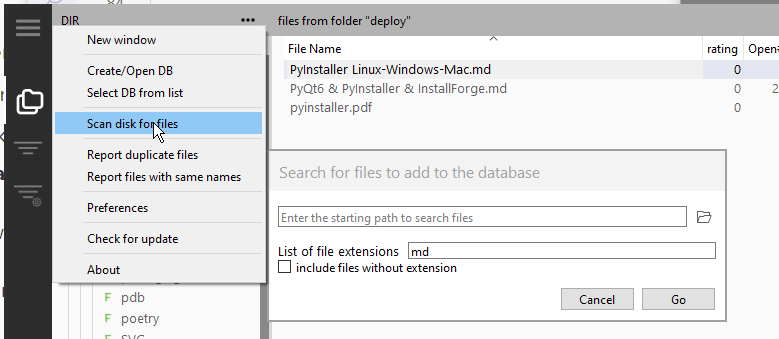 DIR ••• files from folder "deploy"
New window
Create/Open DB
Select DB from list
Scan disk for files
Report duplicate files
Report files with same names
Preferences
Check for update
About
F pdb
F poetry
F SVG
File Name rating Open
PyInstaller Linux-Windows-Mac.md 0
PyQt6 & PyInstaller & InstallForge.md 0 2
pyinstaller.pdf 0
Search for files to add to the database
Enter the starting path to search files
List of file extensions md
include files without extension
Cancel Go